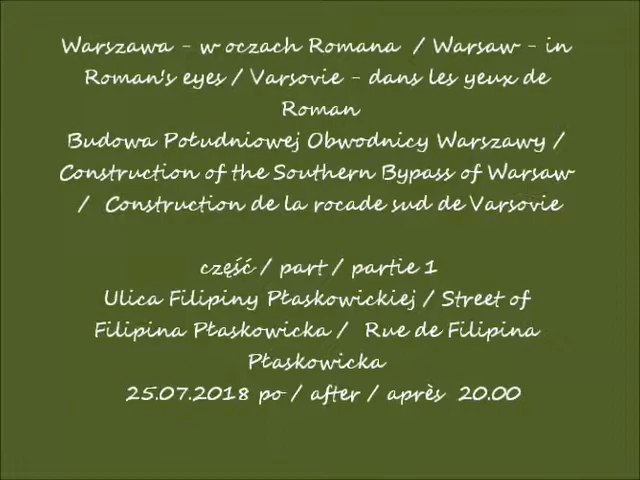 Warszawa - w oczach Romana / Warsaw - in
Roman's eyes / Varsovie - dans les yeux de
Roman
Budowa Południowej Obwodnicy Warszawy /
Construction of the Southern Bypass of Warsaw
/ Construction de la rocade sud de Varsovie
część / part / partie 1
Ulica Filipiny Płaskowickiej / Street of
Filipina Płaskowicka / Rue de Filipina
Płaskowicka
25.07.2018 po / after / après 20.00